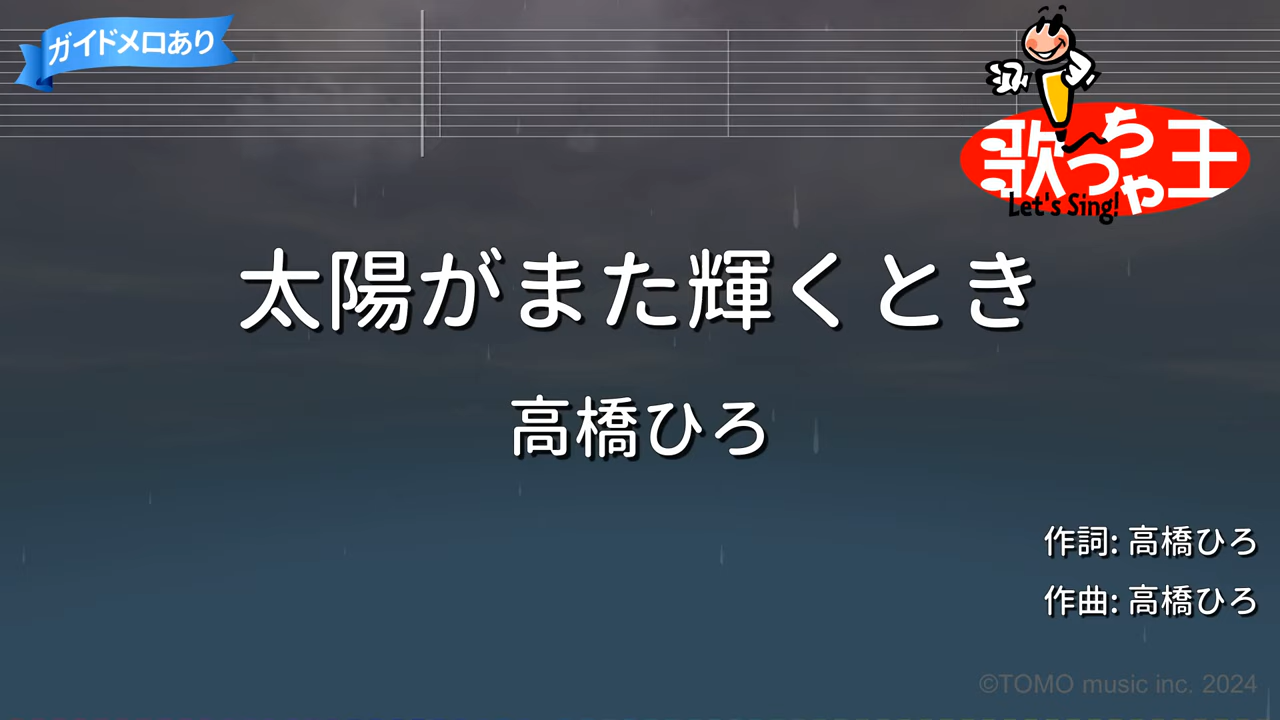 ガイドメロあり
歌っちゃ王
Let's Sing!
太陽がまた輝くとき
高橋ひろ
作詞: 高橋ひろ
作曲: 高橋ひろ
©TOMO music inc. 2024